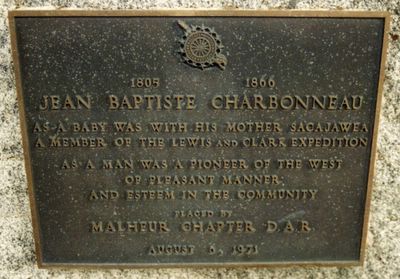 1805 1866
JEAN BAPTISTE CHARBONNEAU
AS A BABY WAS WITH HIS MOTHER SACAJAWEA
A MEMBER OF THE LEWIS AND CLARK EXPEDITION
AS A MAN WAS A PIONEER OF THE WEST
OF PLEASANT MANNER
AND ESTEEM IN THE COMMUNITY
PLACED BY
MALHEUR CHAPTER D.A.R.
AUGUST 6, 1971